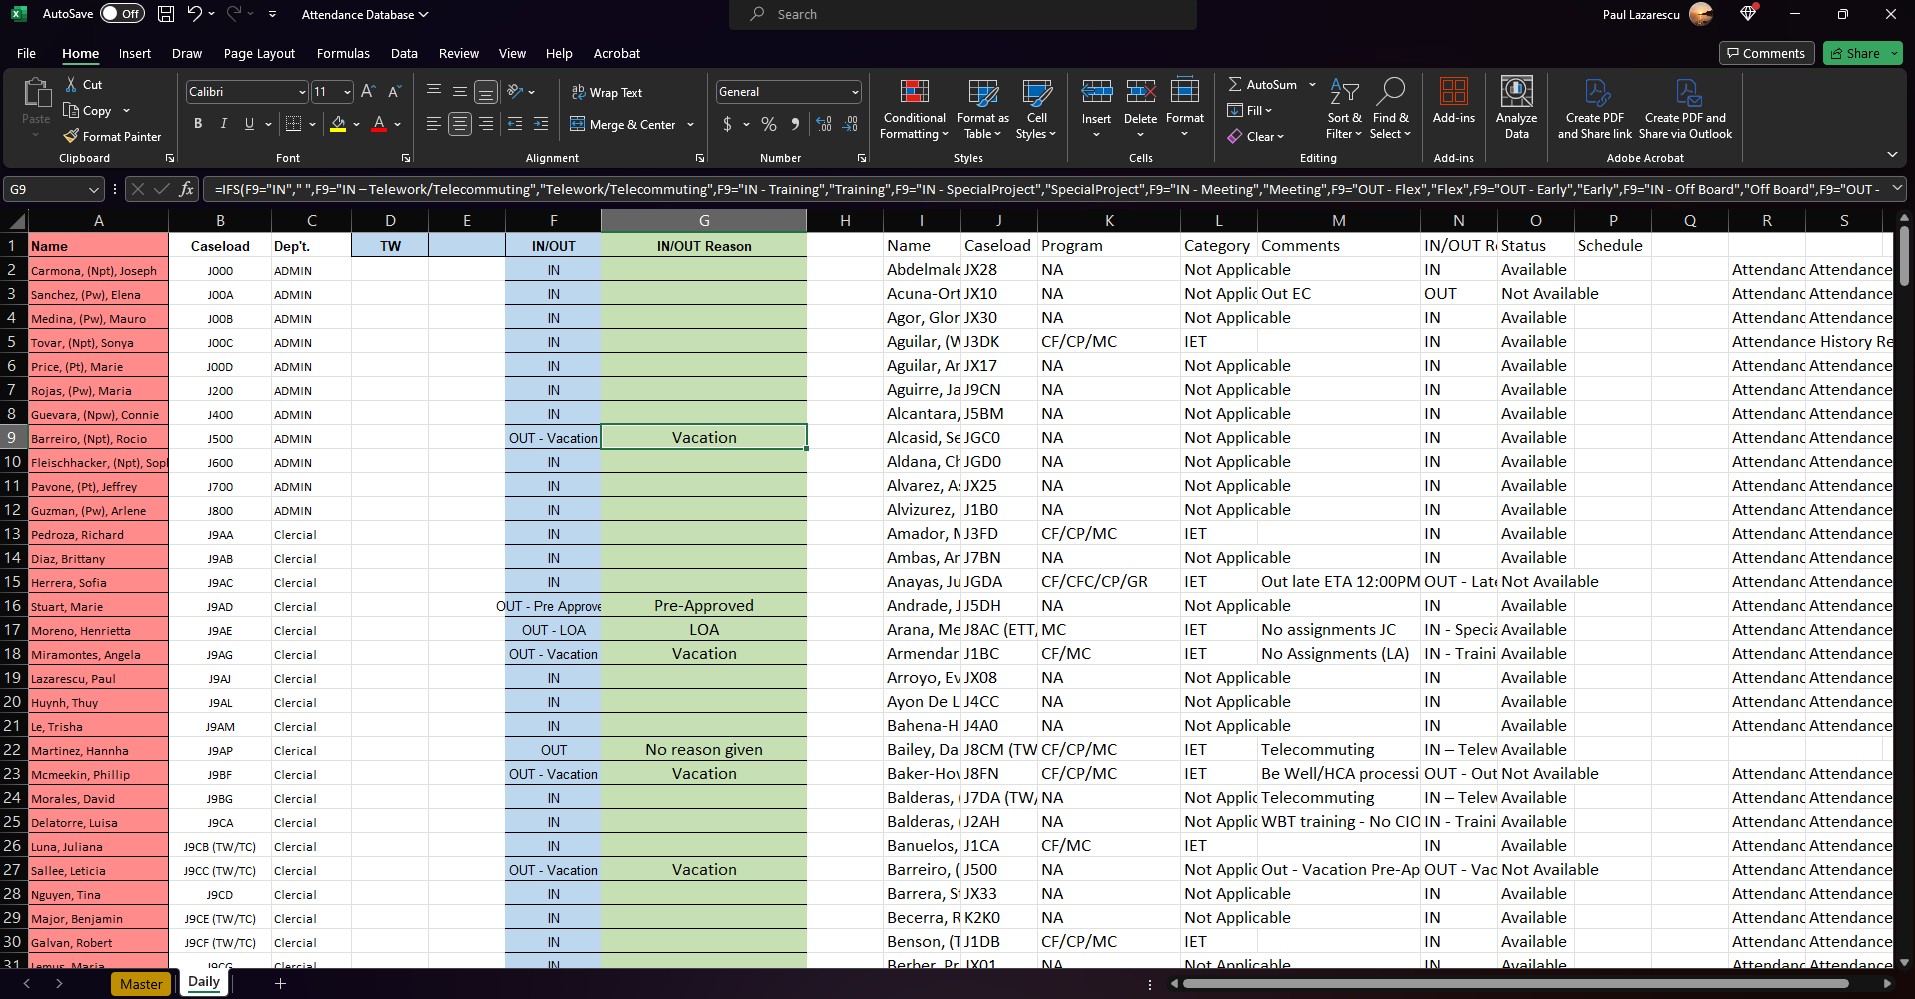 AutoSave Off Attendance Database Search Paul Lazarescu
File Home Insert Draw Page Layout Formulas Data Review View Help Acrobat Comments Share
Paste Cut Copy Format Painter Clipboard
Calibri 11 B I U Font
Wrap Text Merge & Center Alignment
General $ % Number
Conditional Formatting Format as Table Cell Styles Styles
Insert Delete Format Cells
AutoSum Fill Clear Sort & Filter Find & Select Editing
Add-ins Add-ins
Analyze Data
Create PDF and Share link Create PDF and Share via Outlook Adobe Acrobat
G9 fx =IFS(F9="IN"," ",F9="IN – Telework/Telecommuting","Telework/Telecommuting",F9="IN - Training","Training",F9="IN - SpecialProject","SpecialProject",F9="IN - Meeting","Meeting",F9="OUT - Flex","Flex",F9="OUT - Early","Early",F9="IN - Off Board","Off Board",F9="OUT -
A B C D E F G H I J K L M N O P Q R S
1 Name Caseload Dep't. TW IN/OUT IN/OUT Reason Name Caseload Program Category Comments IN/OUT R Status Schedule
2 Carmona, (Npt), Joseph J000 ADMIN IN Abdelmale JX28 NA Not Applicable IN Available Attendanc Attendance
3 Sanchez, (Pw), Elena J00A ADMIN IN Acuna-Ort JX10 NA Not Applic Out EC OUT Not Available Attendanc Attendance
4 Medina, (Pw), Mauro J00B ADMIN IN Agor, Glor JX30 NA Not Applicable IN Available Attendanc Attendance
5 Tovar, (Npt), Sonya J00C ADMIN IN Aguilar, (W J3DK CF/CP/MC IET IN Available Attendance History Re
6 Price, (Pt), Marie J00D ADMIN IN Aguilar, Ar JX17 NA Not Applicable IN Available Attendanc Attendance
7 Rojas, (Pw), Maria J200 ADMIN IN Aguirre, Ja J9CN NA Not Applicable IN Available Attendanc Attendance
8 Guevara, (Npw), Connie J400 ADMIN IN Alcantara, J5BM NA Not Applicable IN Available Attendanc Attendance
9 Barreiro, (Npt), Rocio J500 ADMIN OUT - Vacation Vacation Alcasid, Se JGC0 NA Not Applicable IN Available Attendanc Attendance
10 Fleischhacker, (Npt), Sop J600 ADMIN IN Aldana, Ch JGD0 NA Not Applicable IN Available Attendanc Attendance
11 Pavone, (Pt), Jeffrey J700 ADMIN IN Alvarez, A JX25 NA Not Applicable IN Available Attendanc Attendance
12 Guzman, (Pw), Arlene J800 ADMIN IN Alvizurez, J1B0 NA Not Applicable IN Available Attendanc Attendance
13 Pedroza, Richard J9AA Clercial IN Amador, J3FD CF/CP/MC IET IN Available Attendanc Attendance
14 Diaz, Brittany J9AB Clercial IN Ambas, Ar J7BN NA Not Applicable IN Available Attendanc Attendance
15 Herrera, Sofia J9AC Clercial IN Anayas, Ju JGDA CF/CFC/CP/GR IET Out late ETA 12:00PM OUT - Late Not Available Attendanc Attendance
16 Stuart, Marie J9AD Clercial OUT - Pre Approve Pre-Approved Andrade, J J5DH NA Not Applicable IN Available Attendanc Attendance
17 Moreno, Henrietta J9AE Clercial OUT - LOA LOA Arana, Me J8AC (ETT, MC IET No assignments JC IN - Specia Available Attendanc Attendance
18 Miramontes, Angela J9AG Clercial OUT - Vacation Vacation Armendar J1BC CF/MC IET No Assignments (LA) IN - Traini Available Attendanc Attendance
19 Lazarescu, Paul J9AJ Clercial IN Arroyo, Ev JX08 NA Not Applicable IN Available Attendanc Attendance
20 Huynh, Thuy J9AL Clercial IN Ayon De L J4CC NA Not Applicable IN Available Attendanc Attendance
21 Le, Trisha J9AM Clercial IN Bahena-H J4A0 NA Not Applicable IN Available Attendanc Attendance
22 Martinez, Hannha J9AP Clerical OUT No reason given Bailey, Da J8CM (TW CF/CP/MC IET Telecommuting IN – Telew Available
23 Mcmeekin, Phillip J9BF Clercial OUT - Vacation Vacation Baker-Ho J8FN CF/CP/MC IET Be Well/HCA processi OUT - Out Not Available Attendanc Attendance
24 Morales, David J9BG Clercial IN Balderas, ( J7DA (TW/ NA Not Applic Telecommuting IN – Telew Available Attendanc Attendance
25 Delatorre, Luisa J9CA Clercial IN Balderas, ( J2AH NA Not Applic WBT training - No CIO IN - Traini Available Attendanc Attendance
26 Luna, Juliana J9CB (TW/TC) Clercial IN Banuelos, J1CA CF/MC IET IN Available Attendanc Attendance
27 Sallee, Leticia J9CC (TW/TC) Clercial OUT - Vacation Vacation Barreiro, ( J500 NA Not Applic Out - Vacation Pre-Ap OUT - Vac Not Available Attendanc Attendance
28 Nguyen, Tina J9CD Clercial IN Barrera, S JX33 NA Not Applicable IN Available Attendanc Attendance
29 Major, Benjamin J9CE (TW/TC) Clercial IN Becerra, R K2K0 NA Not Applicable IN Available Attendanc Attendance
30 Galvan, Robert J9CF (TW/TC) Clercial IN Benson, (T J1DB CF/CP/MC IET IN Available Attendanc Attendance
31 Lemus, Maria J9CG Clercial IN Berber, Pr JX01 NA Not Applicable IN Available Attendanc Attendance
Master Daily